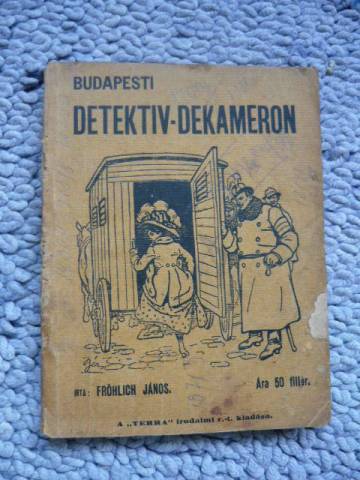 BUDAPESTI
DETEKTIV-DEKAMERON
IRTA: FRÖHLICH JÁNOS.
Ára 50 fillér.
A „TERRA" irodalmi r.-t. kiadása.